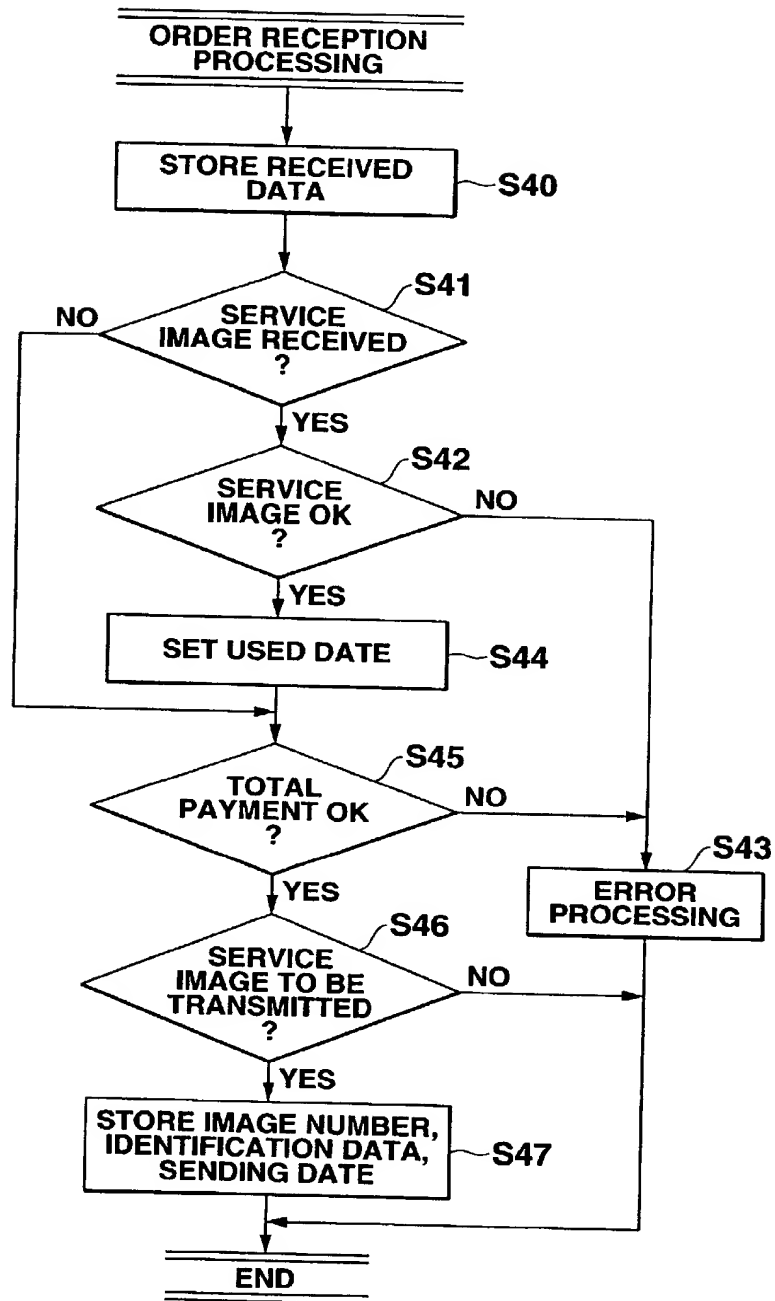 ORDER RECEPTION
PROCESSING
STORE RECEIVED
DATA
S40
S41
NO
SERVICE
IMAGE RECEIVED
?
YES
S42
SERVICE
IMAGE OK
?
NO
YES
SET USED DATE
S44
S45
TOTAL
PAYMENT OK
?
NO
S43
ERROR
PROCESSING
YES
S46
SERVICE
IMAGE TO BE
TRANSMITTED
?
NO
YES
STORE IMAGE NUMBER,
IDENTIFICATION DATA,
SENDING DATE
S47
END